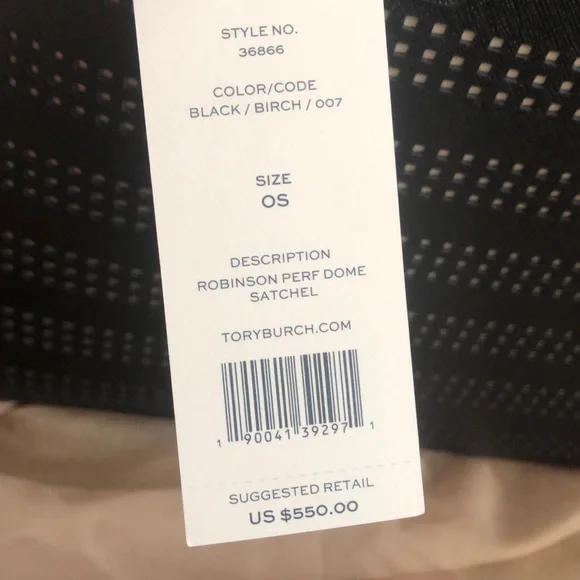 STYLE NO.
36866
COLOR/CODE
BLACK / BIRCH / 007
SIZE
OS
DESCRIPTION
ROBINSON PERF DOME
SATCHEL
TORYBURCH.COM
1 90041 39297 1
SUGGESTED RETAIL
US $550.00